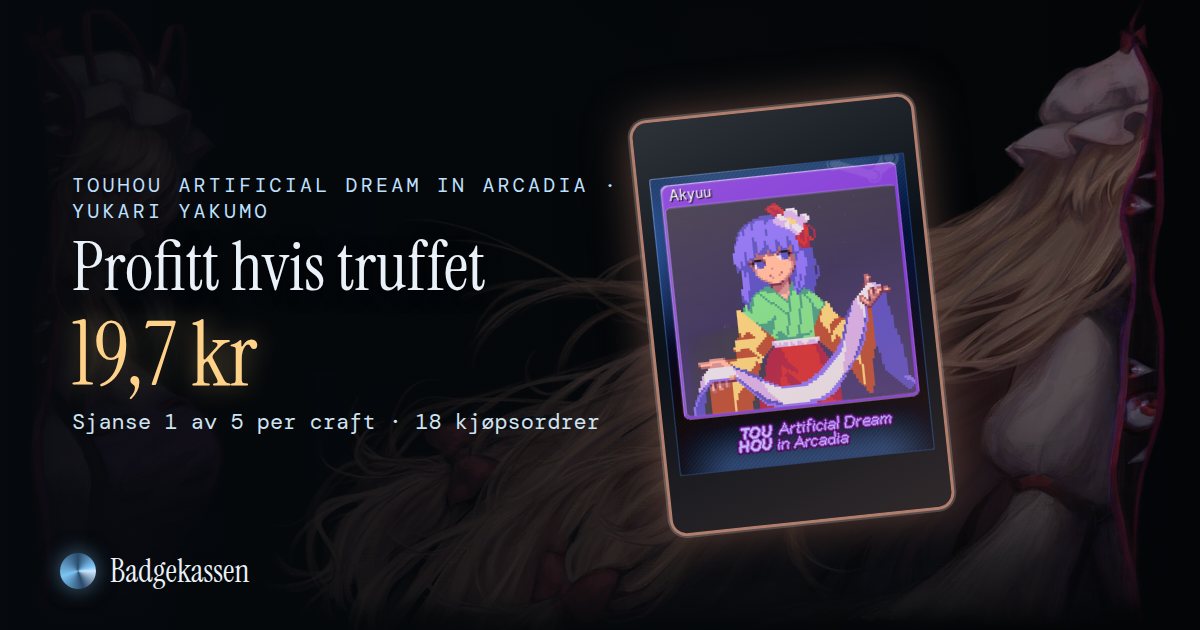 TOUHOU ARTIFICIAL DREAM IN ARCADIA ·
YUKARI YAKUMO
Profitt hvis truffet
19,7 kr
Sjanse 1 av 5 per craft · 18 kjøpsordrer
Badgekassen
Akyuu
TOU
HOU
Artificial Dream
in Arcadia